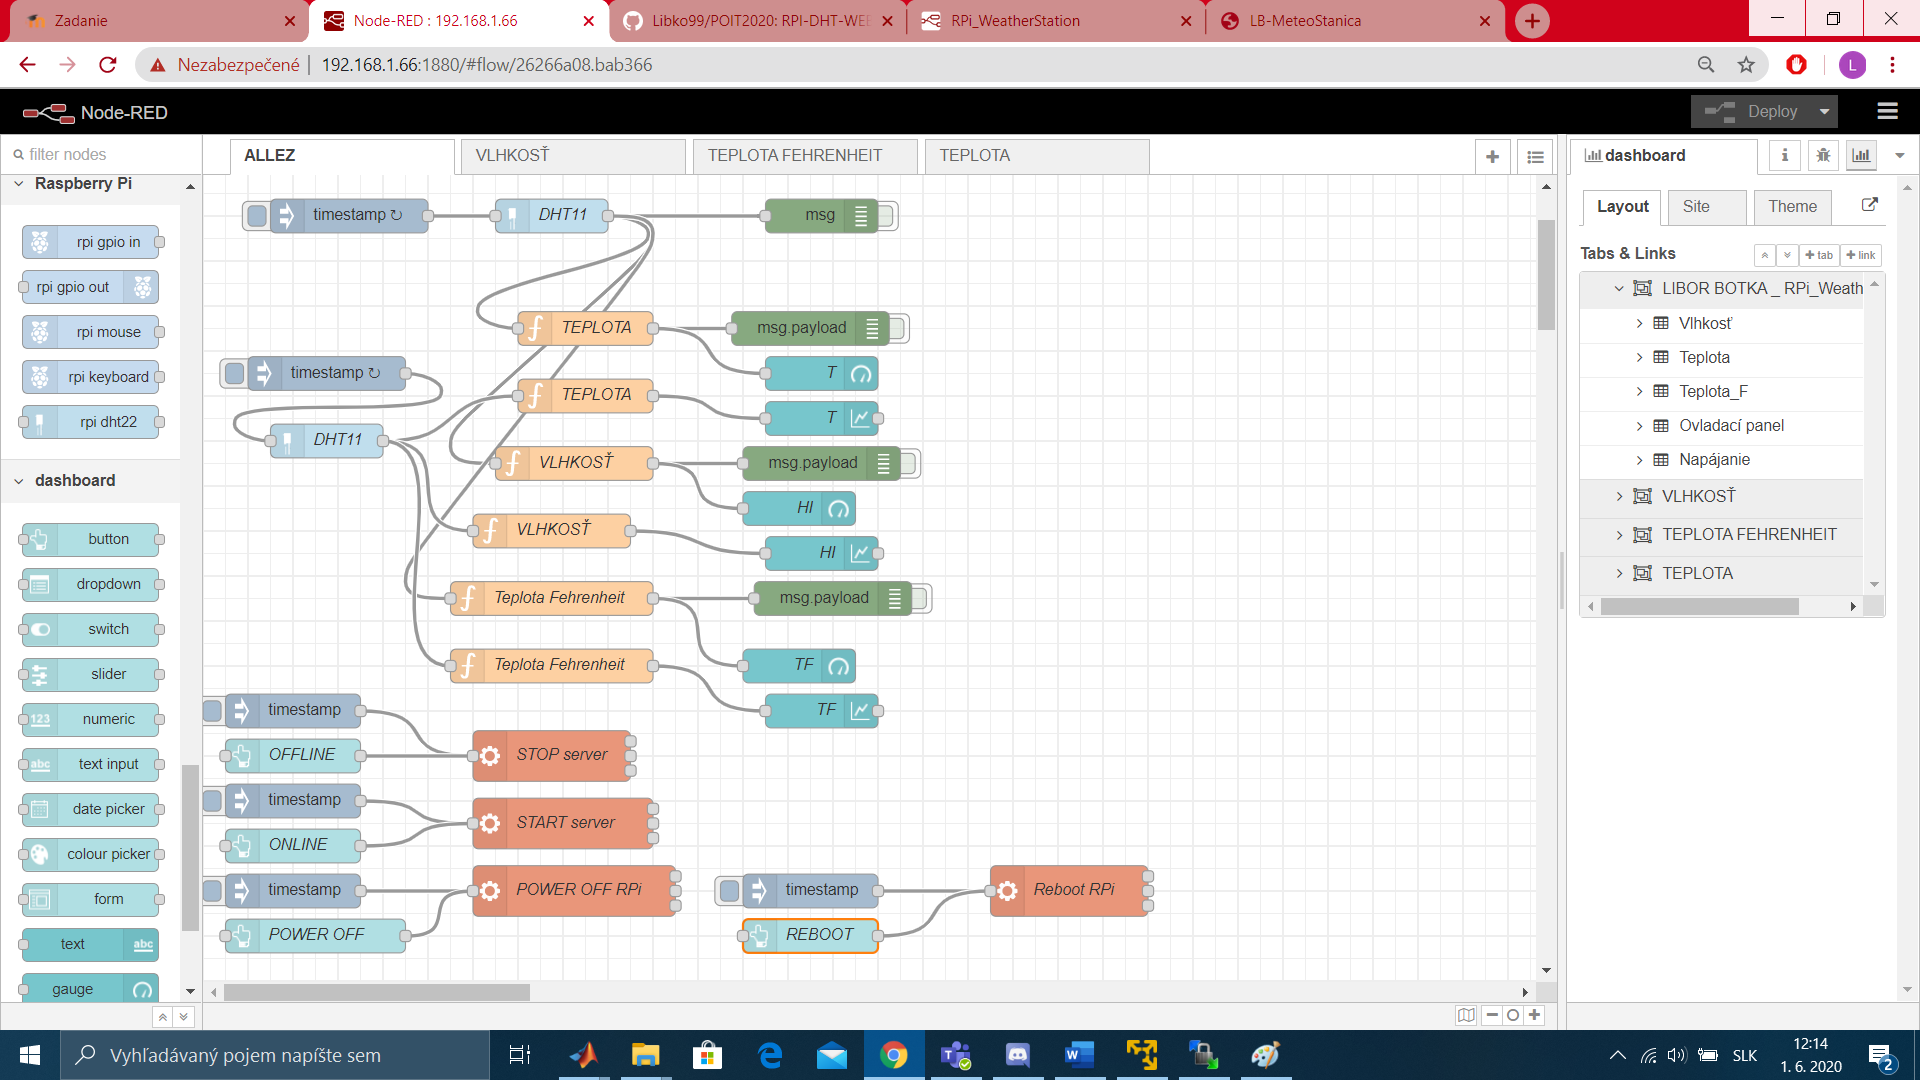 Zadanie
Node-RED : 192.168.1.66
Libko99/POIT2020: RPI-DHT-WEB
RPi_WeatherStation
LB-MeteoStanica
Nezabezpečené
192.168.1.66:1880/#flow/26266a08.bab366
L
Node-RED
Deploy
filter nodes
ALLEZ
VLHKOSŤ
TEPLOTA FEHRENHEIT
TEPLOTA
dashboard
Raspberry Pi
rpi gpio in
rpi gpio out
rpi mouse
rpi keyboard
rpi dht22
dashboard
button
dropdown
switch
slider
123 numeric
abc text input
date picker
colour picker
form
text abc
gauge
timestamp ↻
DHT11
msg
TEPLOTA
msg.payload
timestamp ↻
T
TEPLOTA
T
DHT11
VLHKOSŤ
msg.payload
HI
VLHKOSŤ
HI
Teplota Fehrenheit
msg.payload
Teplota Fehrenheit
TF
timestamp
TF
OFFLINE
STOP server
timestamp
START server
ONLINE
timestamp
POWER OFF RPi
timestamp
Reboot RPi
POWER OFF
REBOOT
Layout
Site
Theme
Tabs & Links
+ tab
+ link
LIBOR BOTKA _ RPi_Weath
Vlhkosť
Teplota
Teplota_F
Ovladací panel
Napájanie
VLHKOSŤ
TEPLOTA FEHRENHEIT
TEPLOTA
Vyhľadávaný pojem napíšte sem
SLK
12:14
1. 6. 2020
2